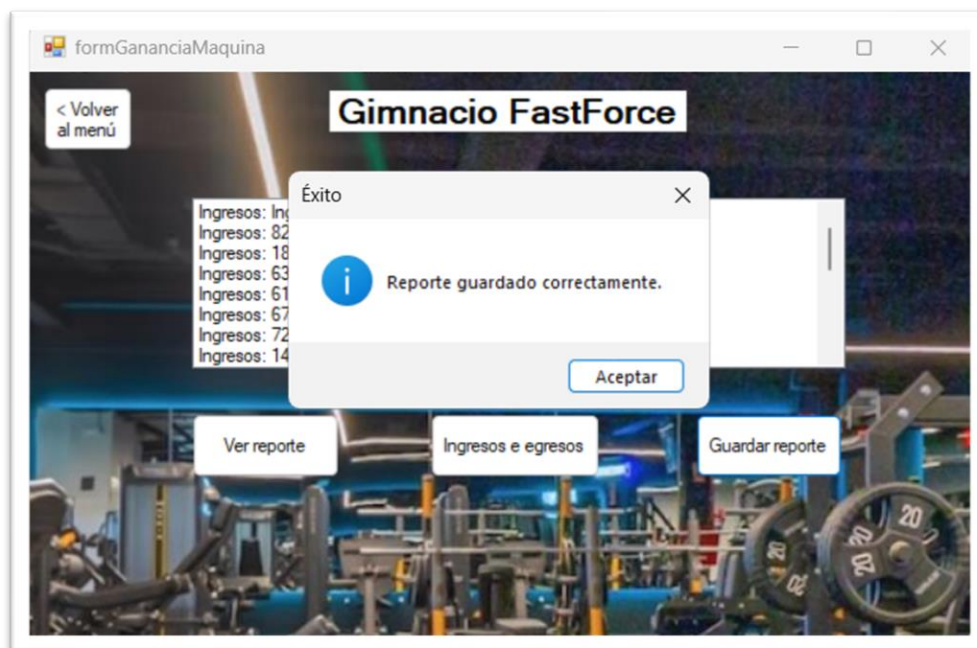 formGananciaMaquina
< Volver
al menú
Gimnacio FastForce
Éxito
Ingresos: Ing
Ingresos: 82
Ingresos: 18
Ingresos: 63
Ingresos: 61
Ingresos: 67
Ingresos: 72
Ingresos: 14
Reporte guardado correctamente.
Aceptar
Ver reporte
Ingresos e egresos
Guardar reporte
20
20
20